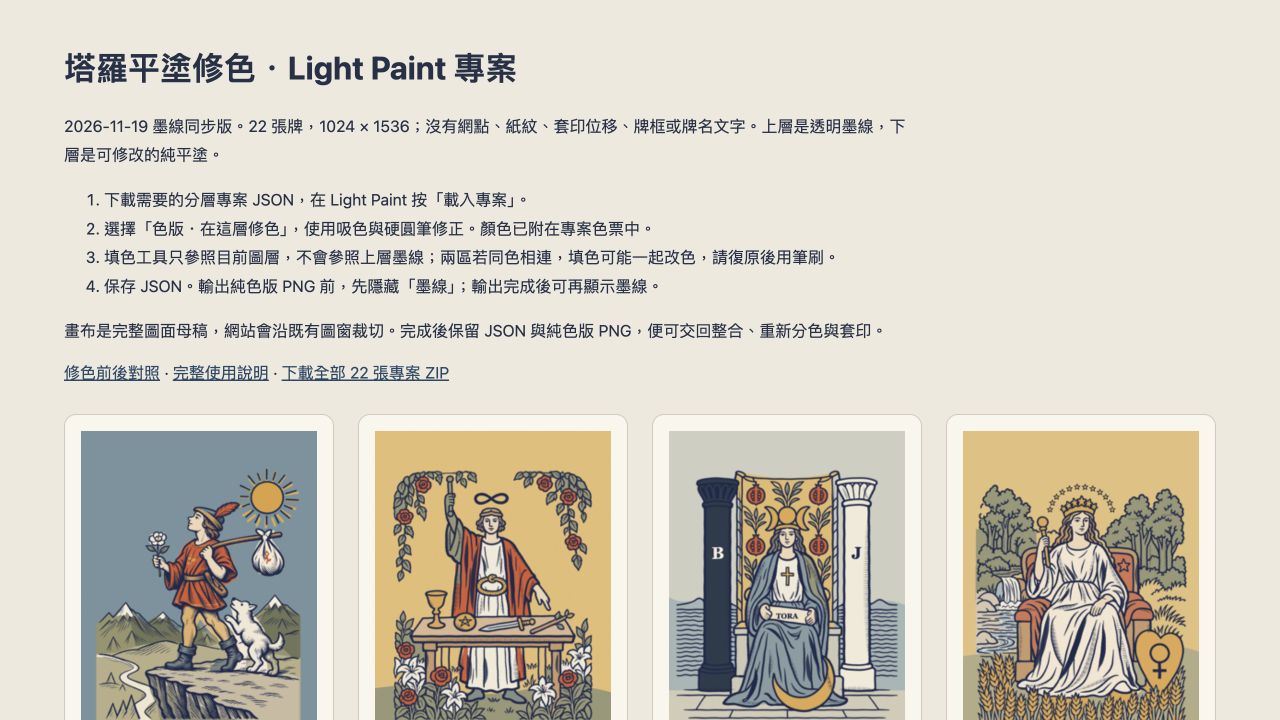 塔羅平塗修色 · Light Paint 專案
2026-11-19 墨線同步版。22 張牌，1024 × 1536；沒有網點、紙紋、套印位移、牌框或牌名文字。上層是透明墨線，下
層是可修改的純平塗。
1. 下載需要的分層專案 JSON，在 Light Paint 按「載入專案」。
2. 選擇「色版 · 在這層修色」，使用吸色與硬圓筆修正。顏色已附在專案色票中。
3. 填色工具只參照目前圖層，不會參照上層墨線；兩區若同色相連，填色可能一起改色，請復原後用筆刷。
4. 保存 JSON。輸出純色版 PNG 前，先隱藏「墨線」；輸出完成後可再顯示墨線。
畫布是完整圖面母稿，網站會沿既有圖窗裁切。完成後保留 JSON 與純色版 PNG，便可交回整合、重新分色與套印。
修色前後對照 · 完整使用說明 · 下載全部 22 張專案 ZIP
B J
TORA